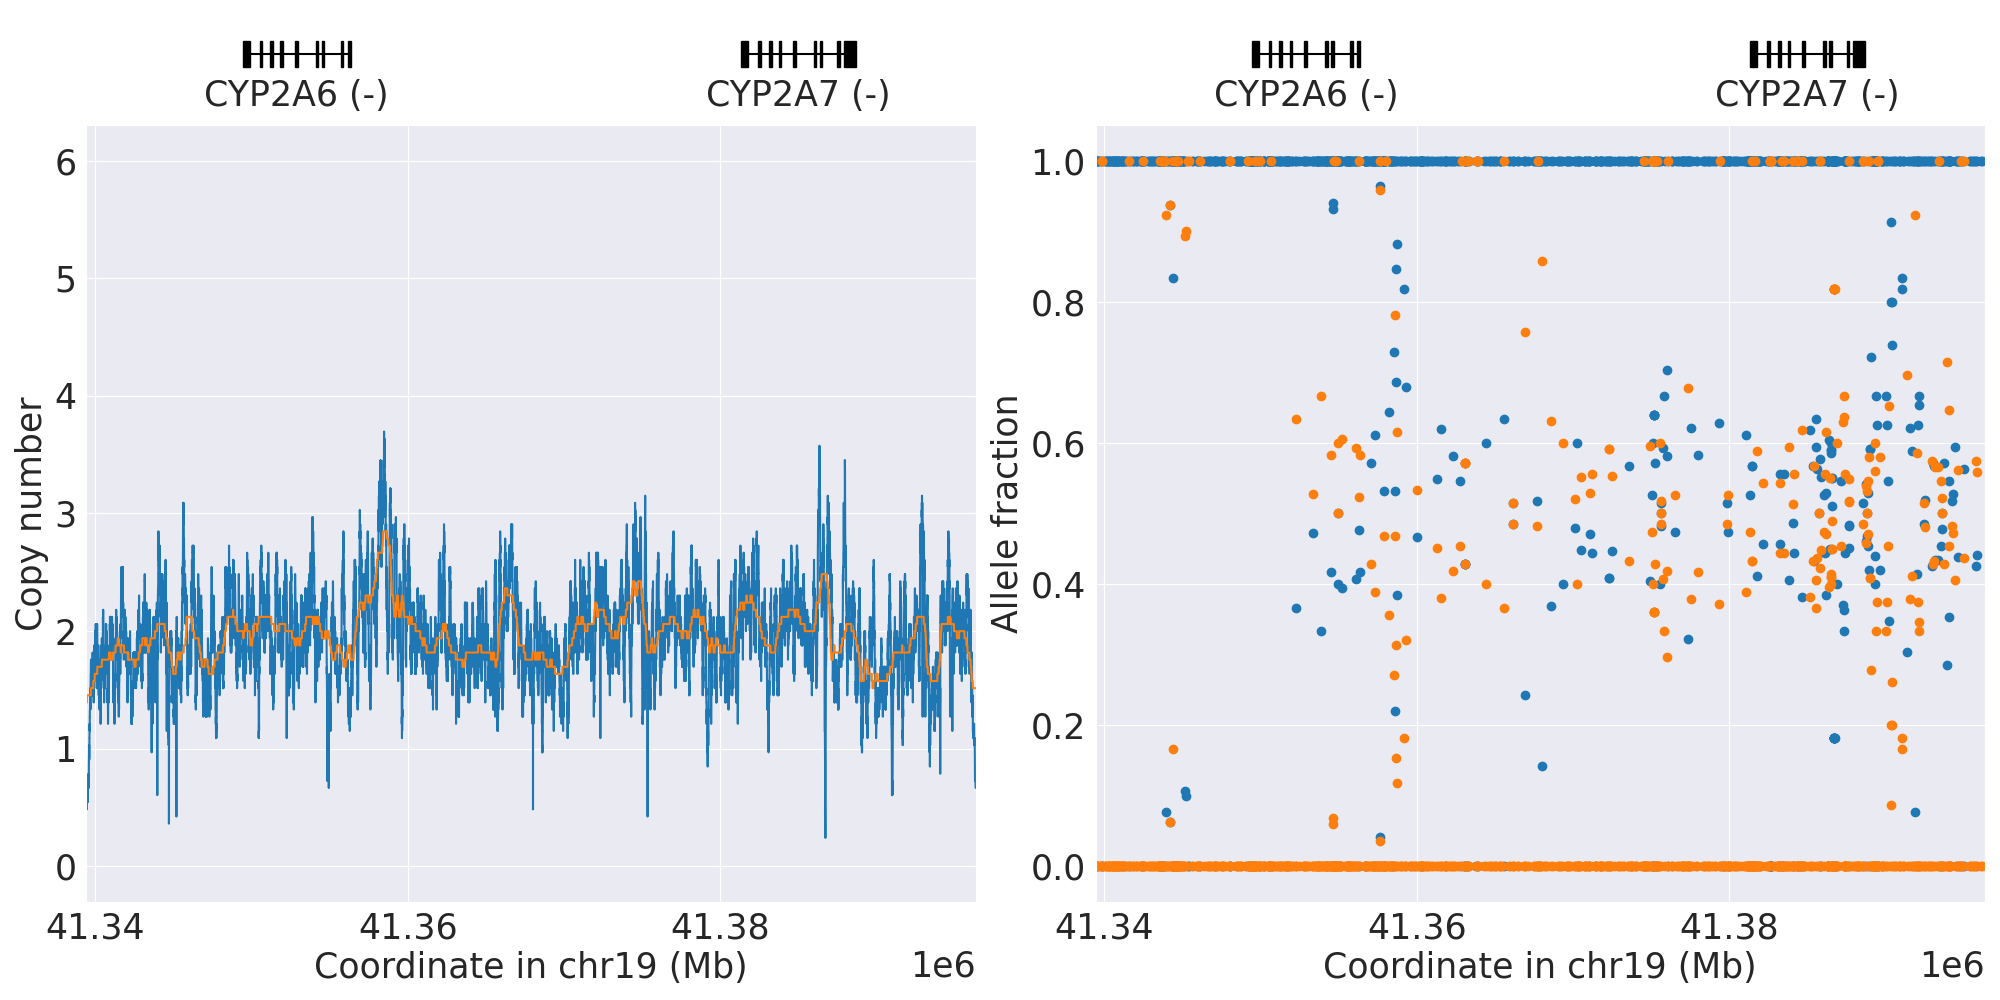 CYP2A6 (-)
CYP2A7 (-)
6
5
4
3
2
1
0
Copy number
41.34
41.36
41.38
Coordinate in chr19 (Mb)
1e6
CYP2A6 (-)
CYP2A7 (-)
1.0
0.8
0.6
0.4
0.2
0.0
Allele fraction
41.34
41.36
41.38
Coordinate in chr19 (Mb)
1e6